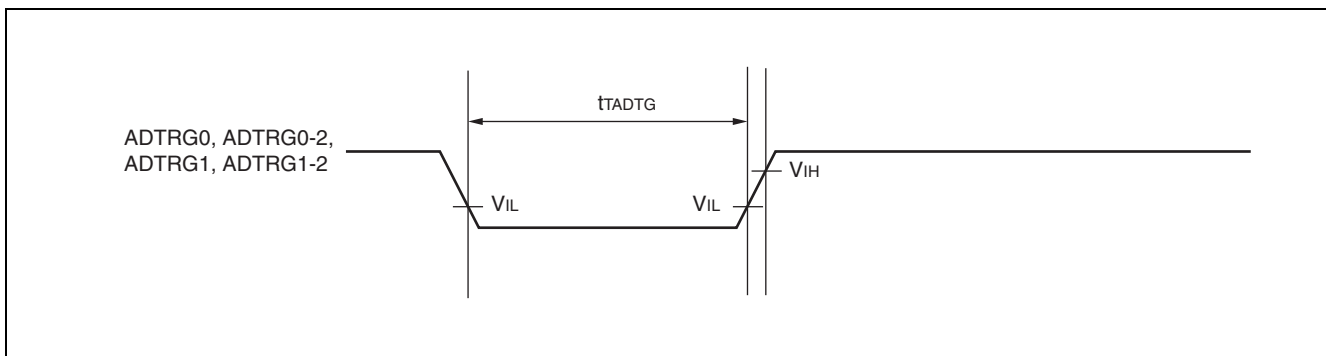 tTADTG
ADTRG0, ADTRG0-2,
ADTRG1, ADTRG1-2
VIH
VIL
VIL